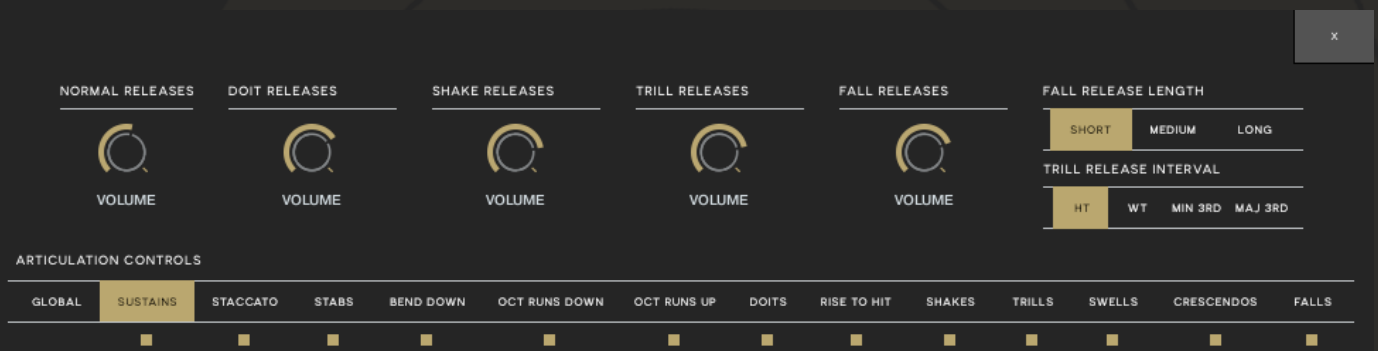 x
NORMAL RELEASES DOIT RELEASES SHAKE RELEASES TRILL RELEASES FALL RELEASES FALL RELEASE LENGTH
SHORT MEDIUM LONG
TRILL RELEASE INTERVAL
VOLUME VOLUME VOLUME VOLUME VOLUME HT WT MIN 3RD MAJ 3RD
ARTICULATION CONTROLS
GLOBAL SUSTAINS STACCATO STABS BEND DOWN OCT RUNS DOWN OCT RUNS UP DOITS RISE TO HIT SHAKES TRILLS SWELLS CRESCENDOS FALLS